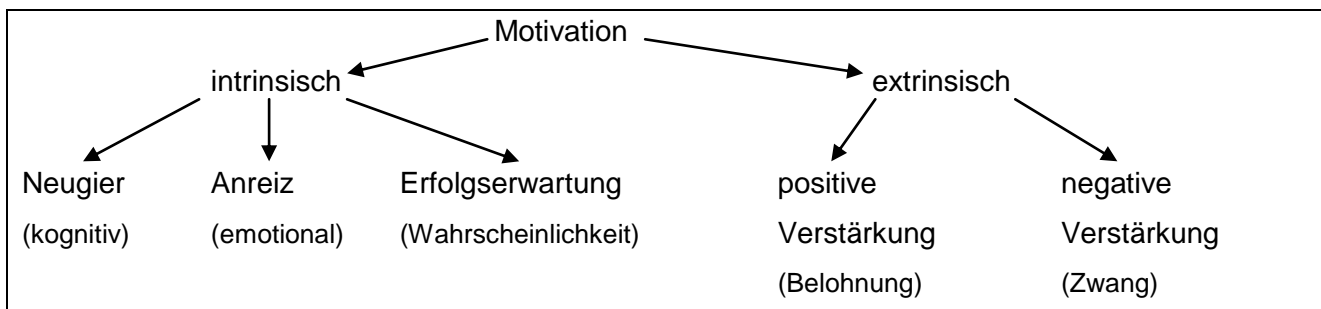 Motivation
intrinsisch extrinsisch
Neugier Anreiz Erfolgserwartung positive negative
(kognitiv) (emotional) (Wahrscheinlichkeit) Verstärkung Verstärkung
(Belohnung) (Zwang)